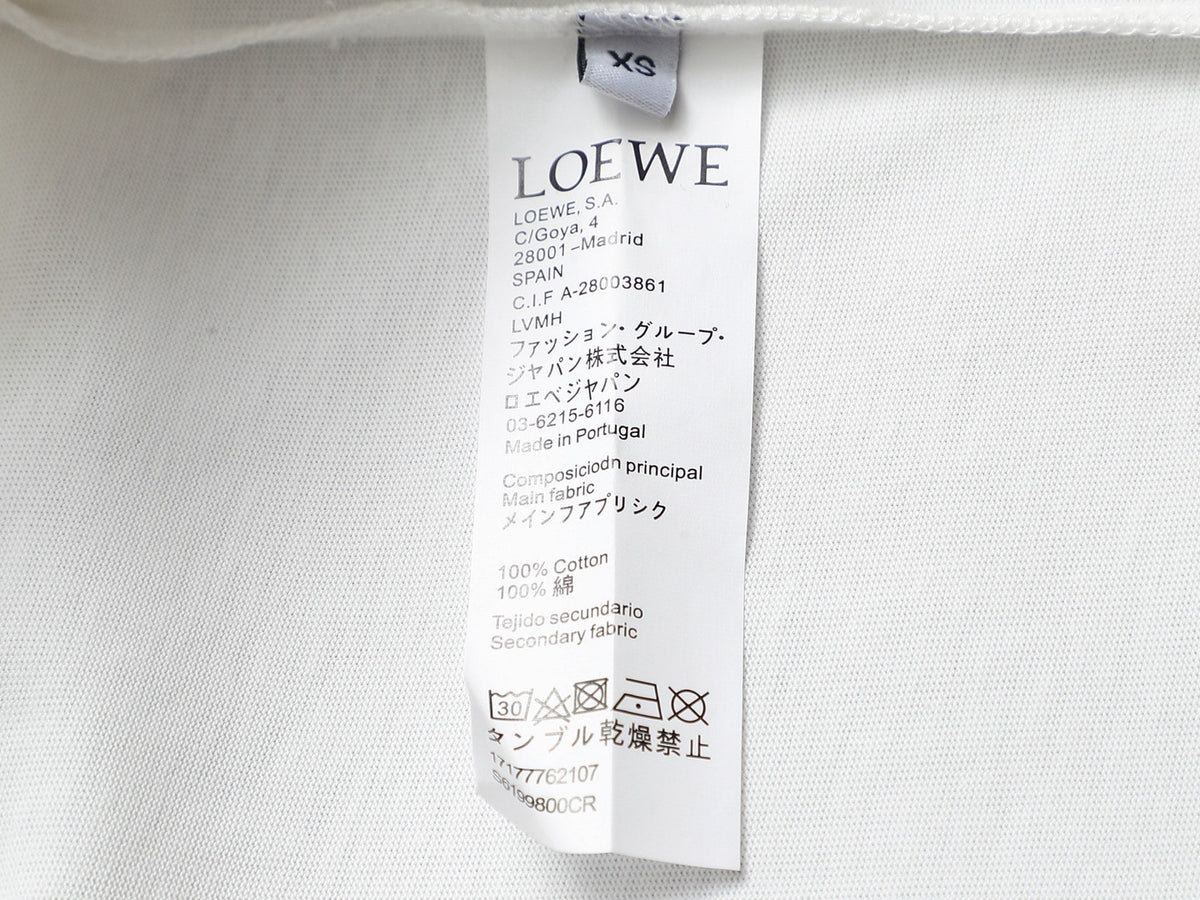 XS
LOEWE
LOEWE, S.A.
C/Goya, 4
28001-Madrid
SPAIN
C.I.F A-28003861
LVMH
ファッション・グループ・
ジャパン株式会社
ロエベジャパン
03-6215-6116
Made in Portugal
Composiciodn principal
Main fabric
メインフアプリシク
100% Cotton
100% 綿
Tejido secundario
Secondary fabric
30
タンブル乾燥禁止
17177762107
S6199800CR